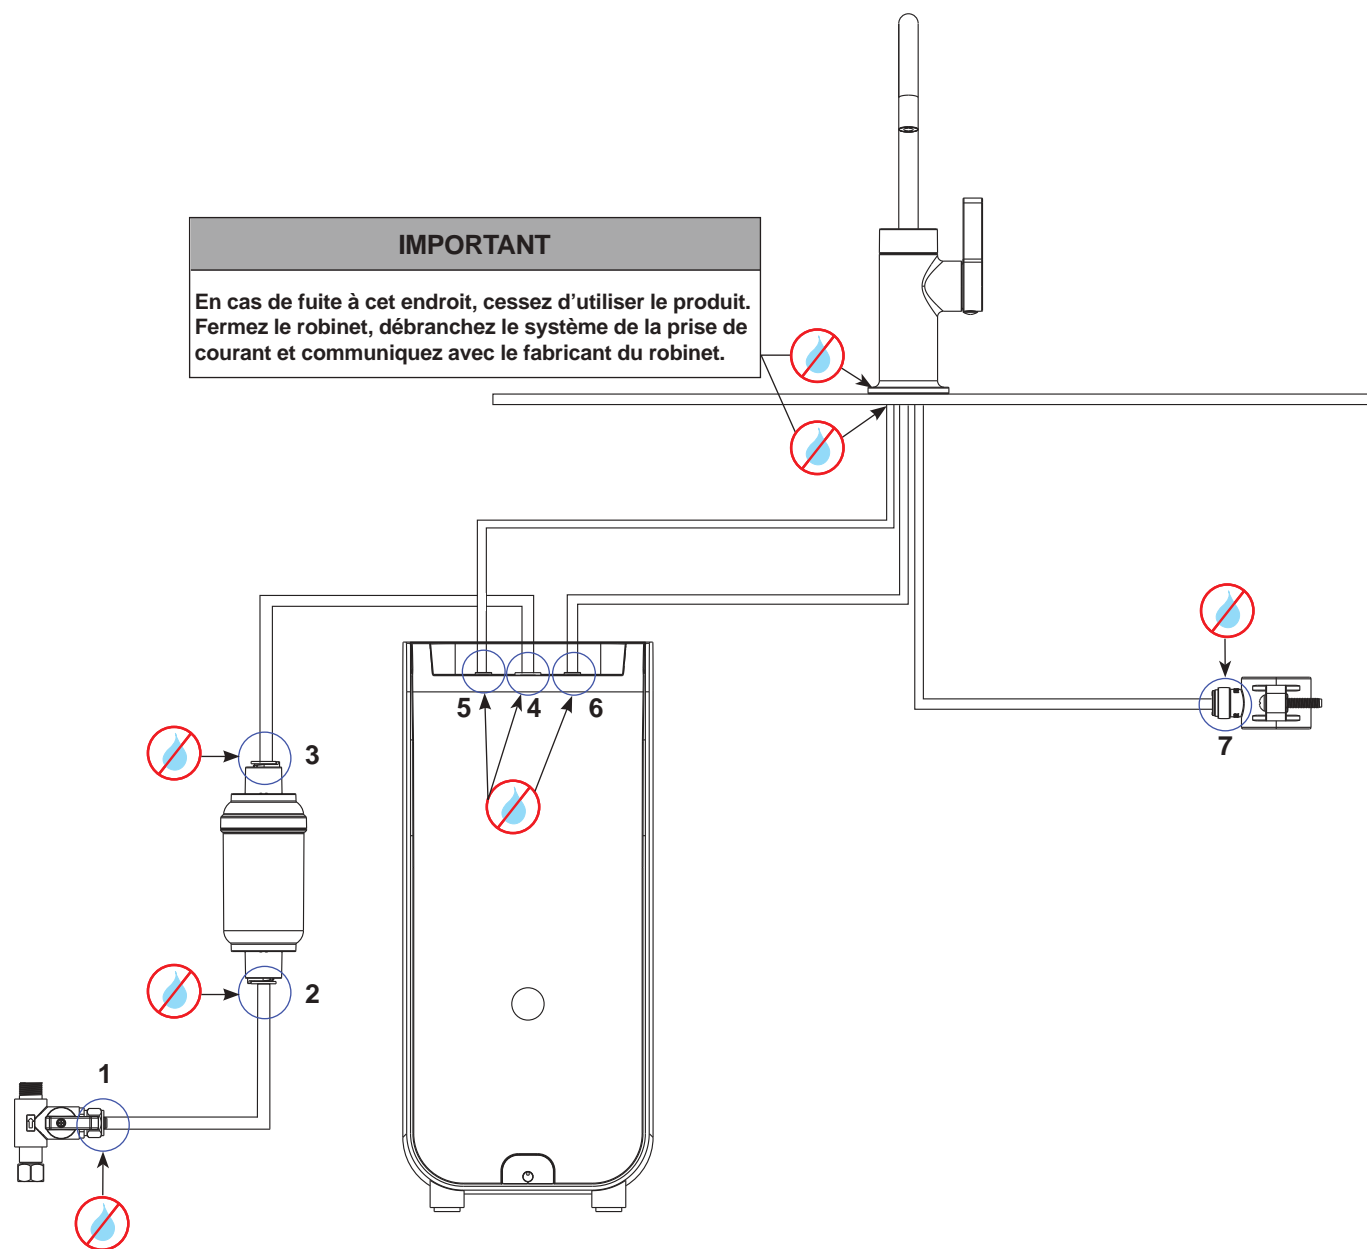 IMPORTANT
En cas de fuite à cet endroit, cessez d’utiliser le produit.
Fermez le robinet, débranchez le système de la prise de
courant et communiquez avec le fabricant du robinet.
5 4 6
7
3
2
1